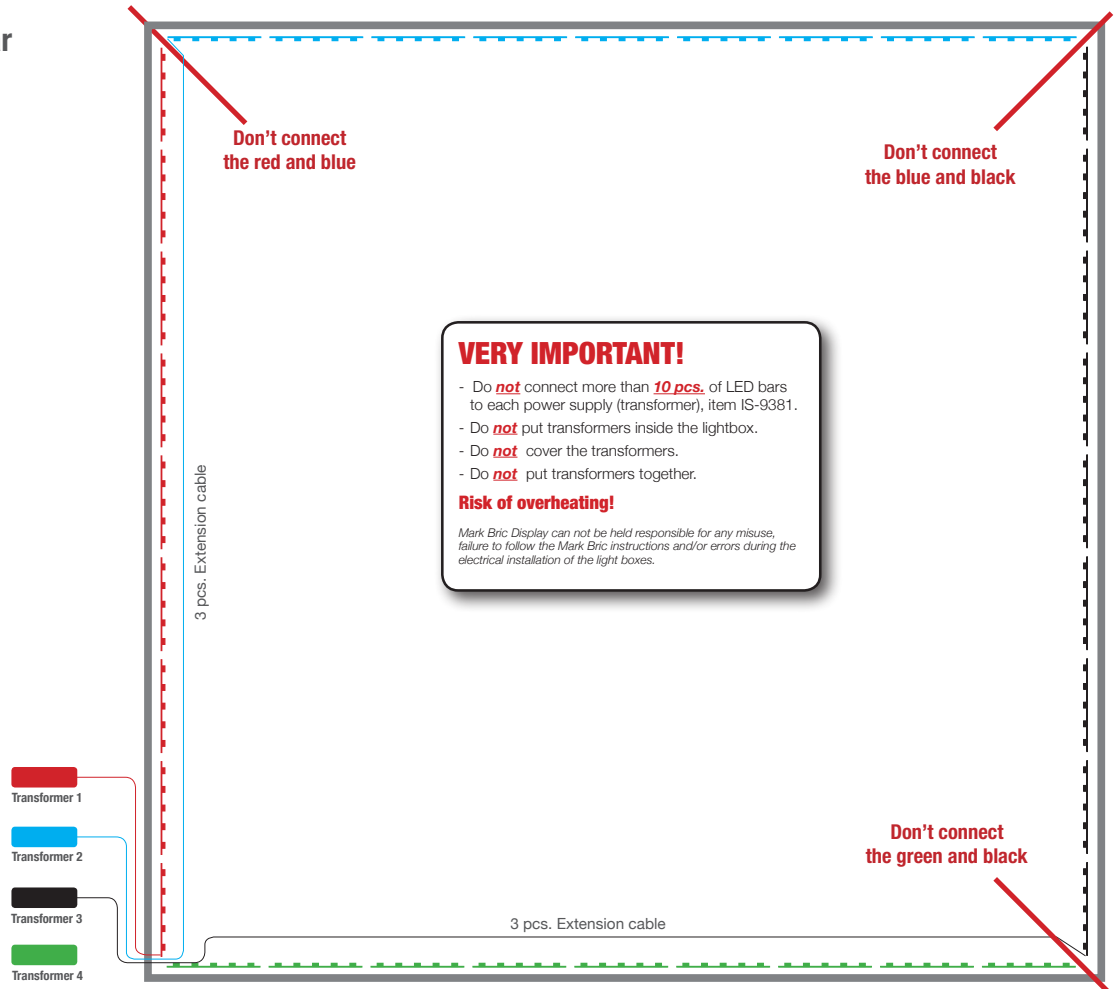 r
Don't connect
the red and blue
Don't connect
the blue and black
VERY IMPORTANT!
- Do not connect more than 10 pcs. of LED bars
to each power supply (transformer), item IS-9381.
- Do not put transformers inside the lightbox.
- Do not cover the transformers.
- Do not put transformers together.
Risk of overheating!
Mark Bric Display can not be held responsible for any misuse,
failure to follow the Mark Bric instructions and/or errors during the
electrical installation of the light boxes.
3 pcs. Extension cable
Transformer 1
Transformer 2
Transformer 3
Transformer 4
Don't connect
the green and black
3 pcs. Extension cable